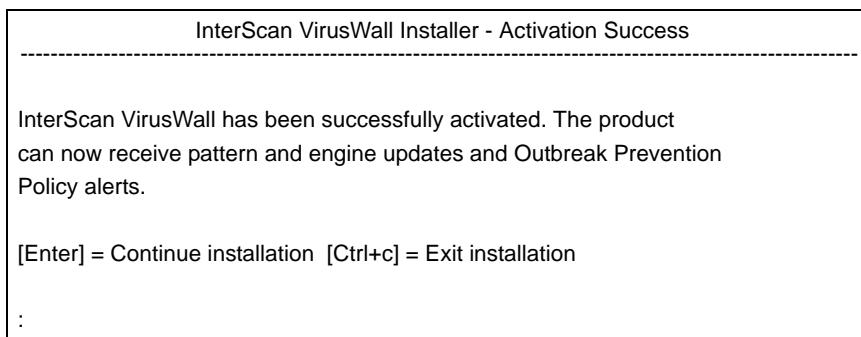 InterScan VirusWall Installer - Activation Success
--------------------------------------------------------------------------------------------------------------------
InterScan VirusWall has been successfully activated. The product
can now receive pattern and engine updates and Outbreak Prevention
Policy alerts.
[Enter] = Continue installation  [Ctrl+c] = Exit installation
: